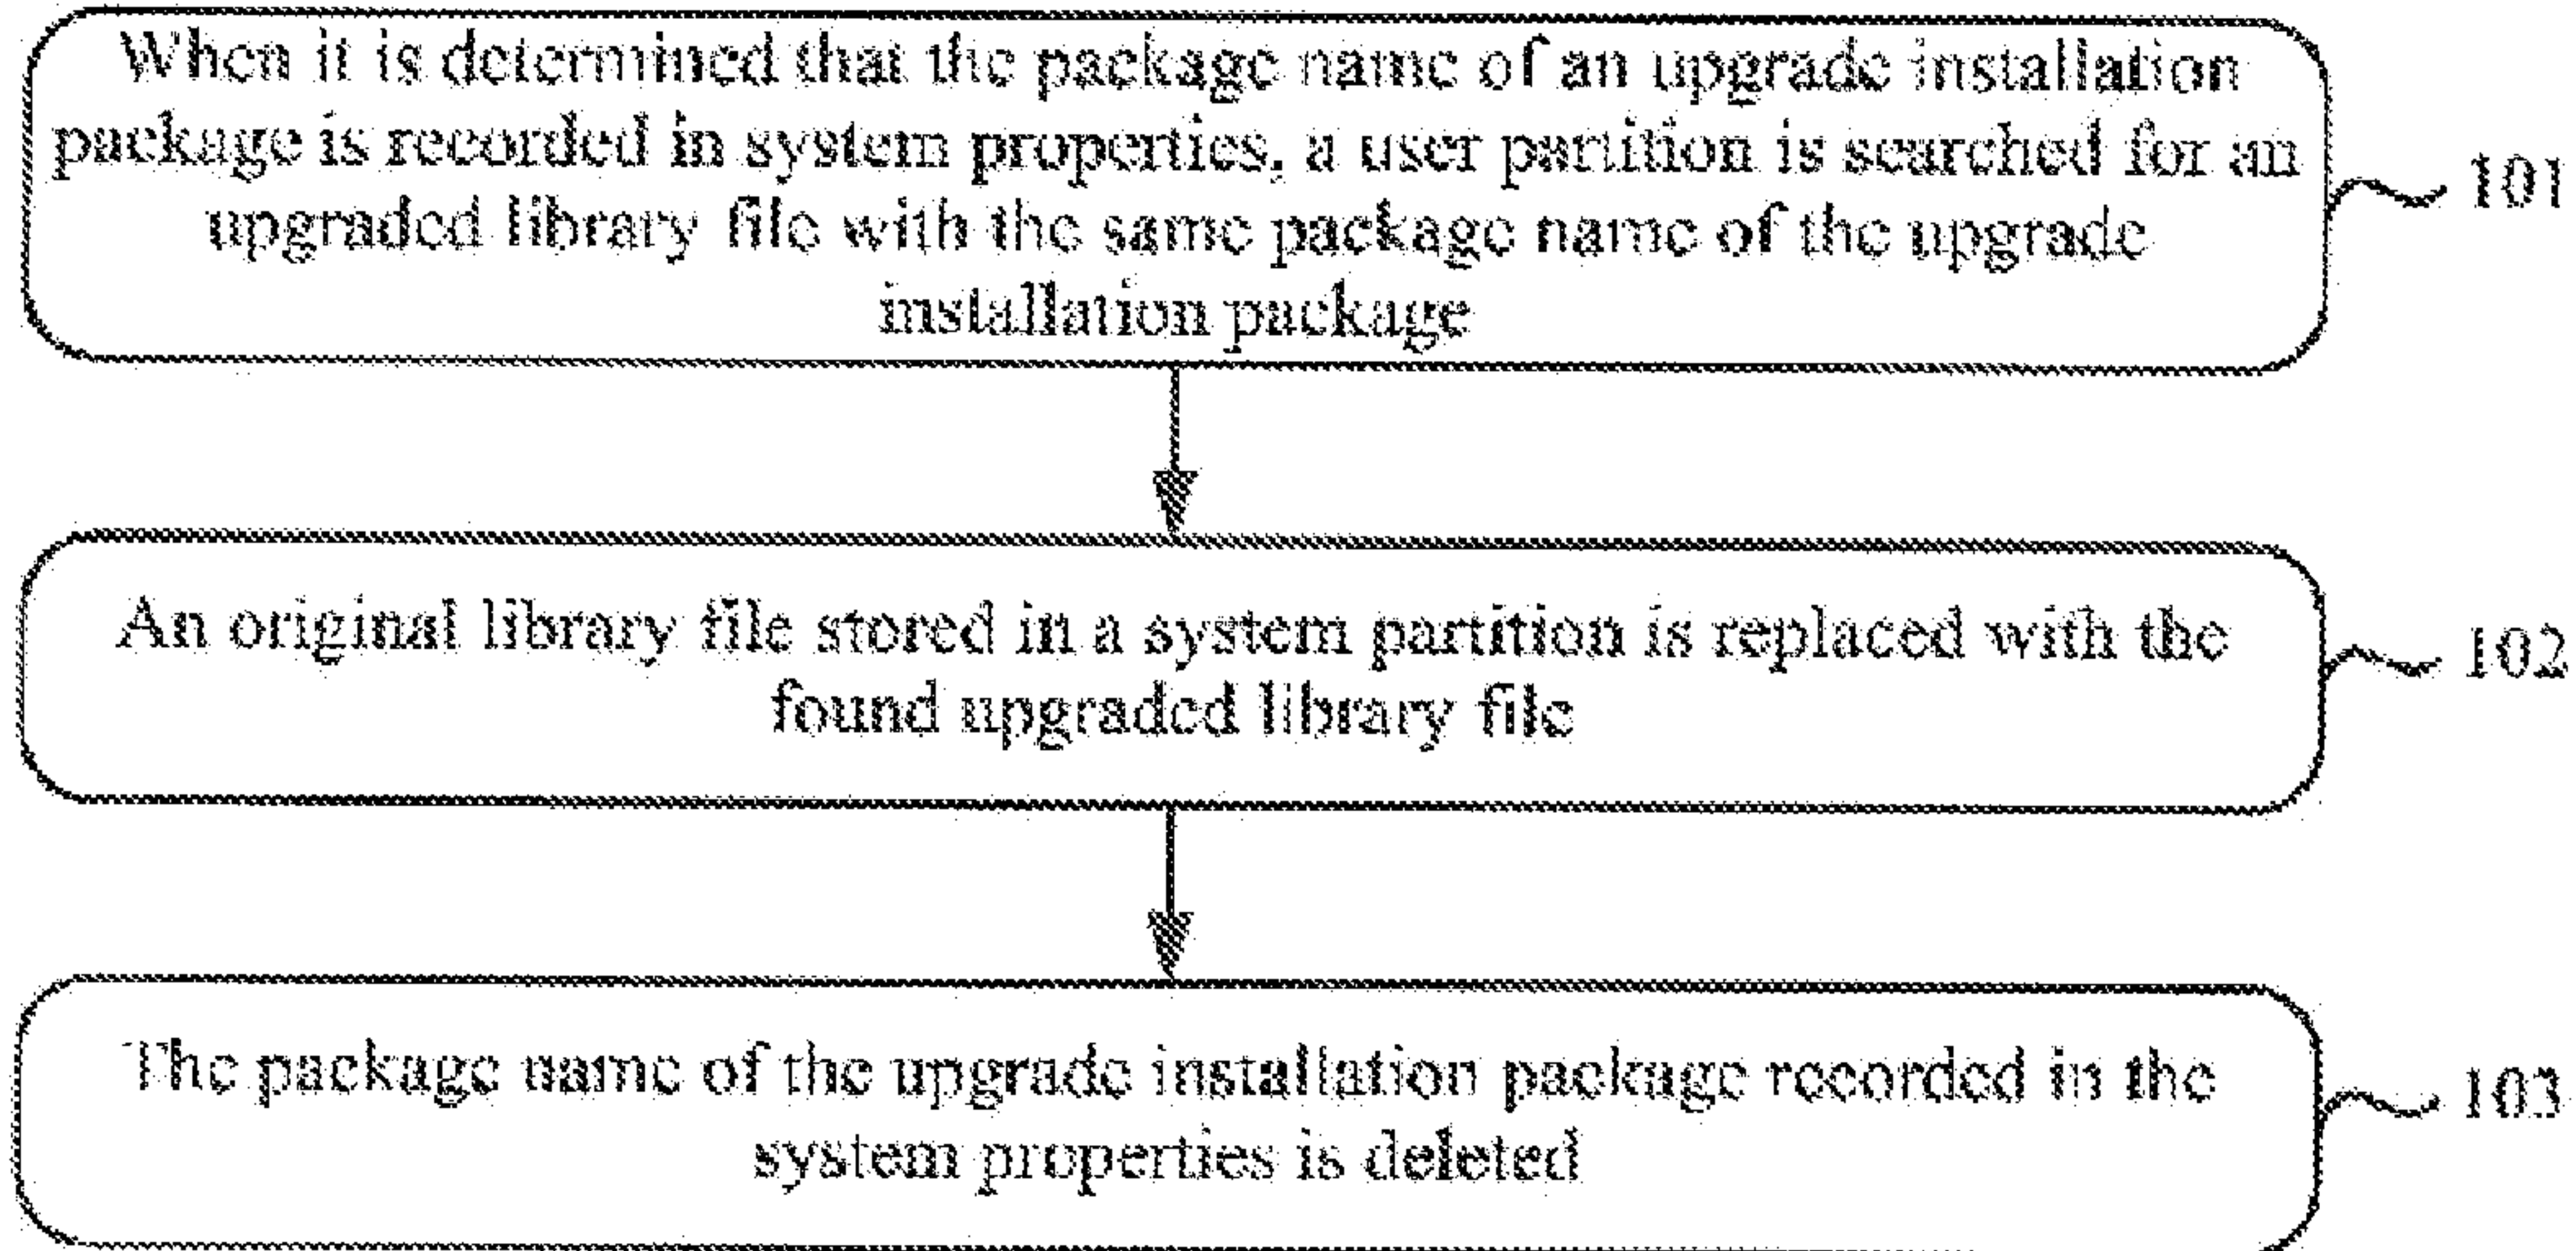 When it is determined that the package name of an upgrade installation
package is recorded in system properties, a user partition is searched for an
upgraded library file with the same package name of the upgrade
installation package
101
An original library file stored in a system partition is replaced with the
found upgraded library file
102
The package name of the upgrade installation package recorded in the
system properties is deleted
103